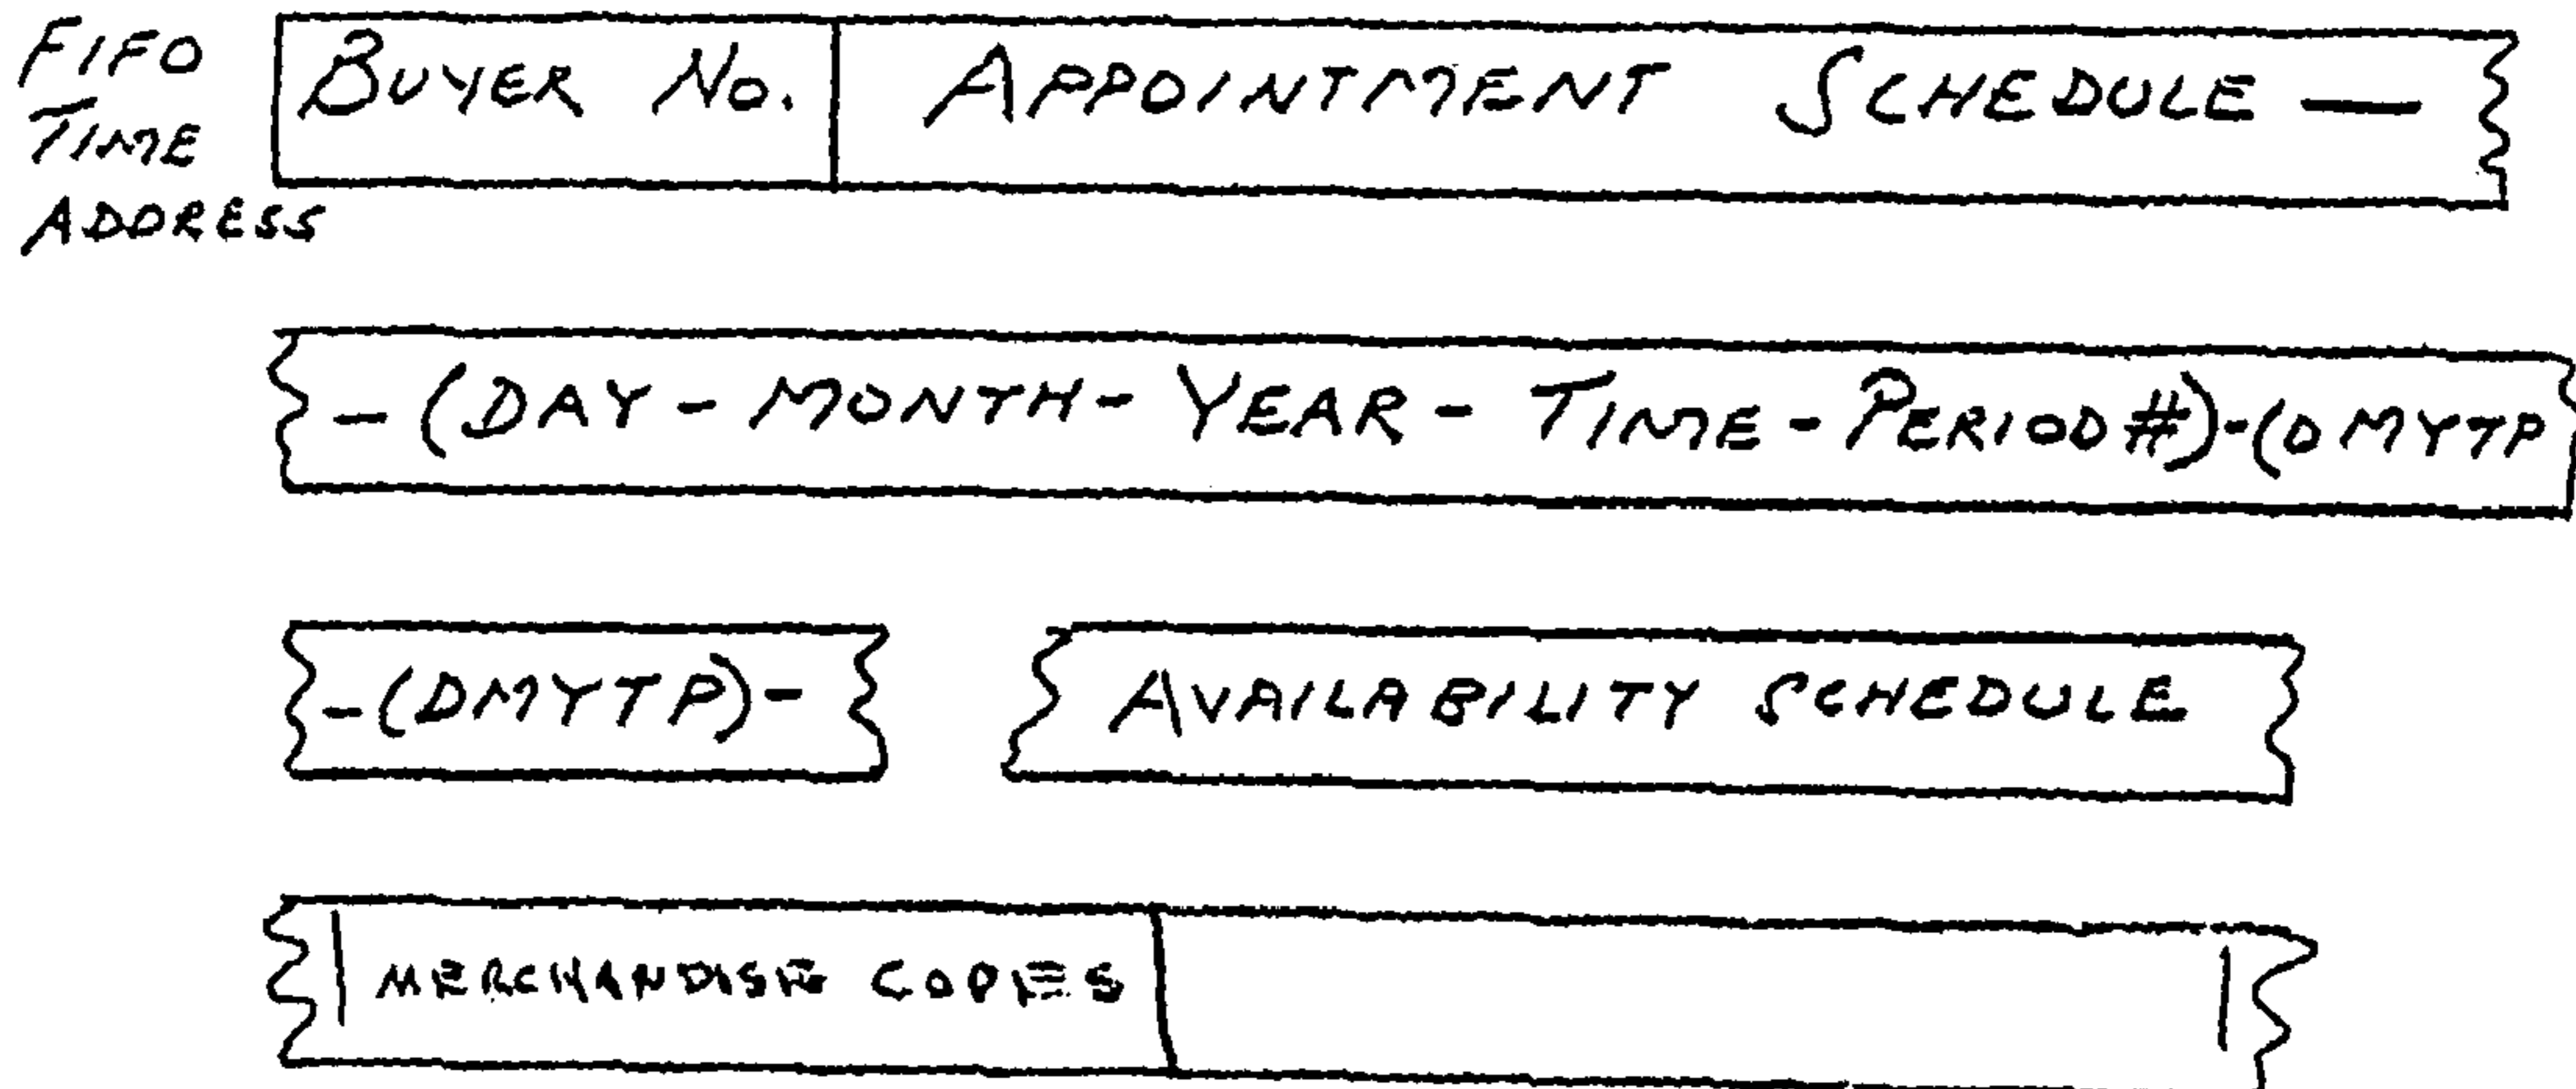 FIFO
TIME
ADDRESS
BUYER NO. APPOINTMENT SCHEDULE —
- (DAY - MONTH - YEAR - TIME - PERIOD #) - (DMYTP
- (DMYTP) - AVAILABILITY SCHEDULE
MERCHANDISE COPIES